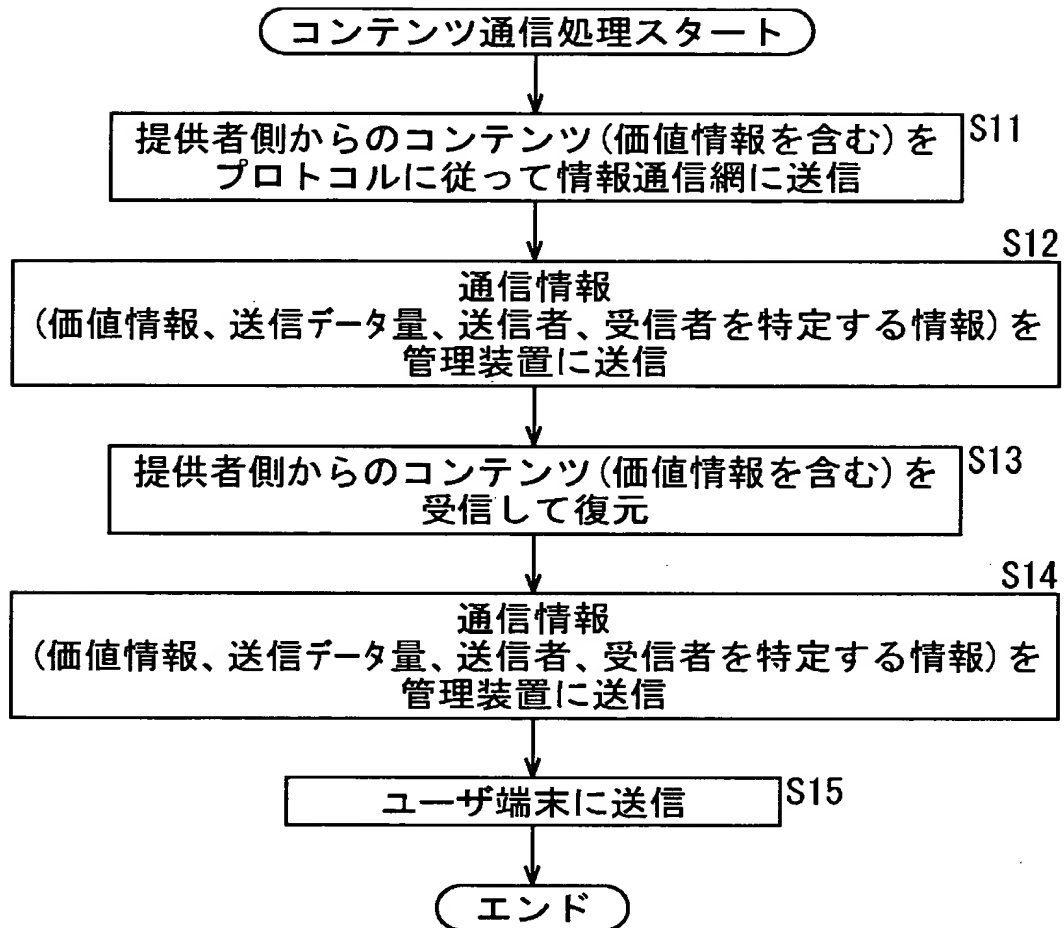 コンテンツ通信処理スタート
提供者側からのコンテンツ(価値情報を含む)を
S11
プロトコルに従って情報通信網に送信
S12
通信情報
(価値情報、送信データ量、送信者、受信者を特定する情報)を
管理装置に送信
提供者側からのコンテンツ(価値情報を含む)を
S13
受信して復元
S14
通信情報
(価値情報、送信データ量、送信者、受信者を特定する情報)を
管理装置に送信
ユーザ端末に送信
S15
エンド